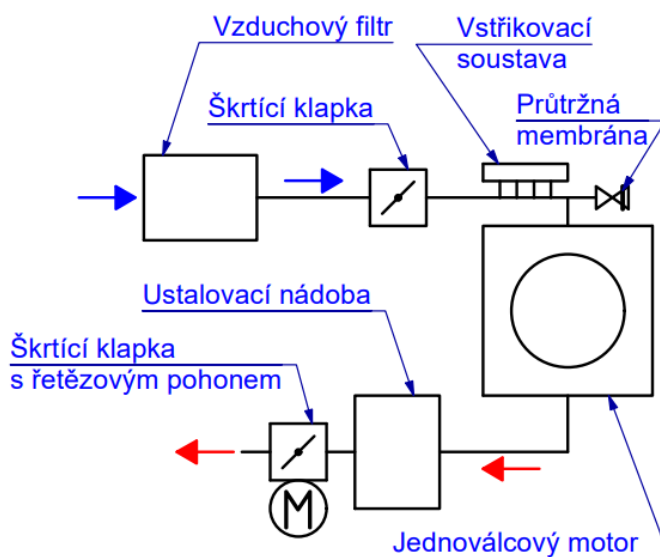 Vzduchový filtr
Vstřikovací
soustava
Škrtící klapka
Průtržná
membrána
Ustalovací nádoba
Škrtící klapka
s řetězovým pohonem
M
Jednoválcový motor